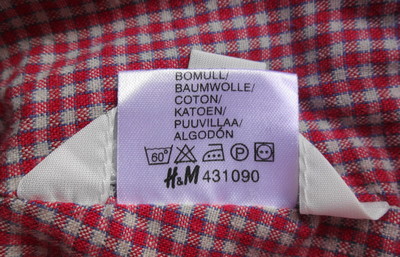 BOMULL/
BAUMWOLLE/
COTON/
KATOEN/
PUUVILLAA/
ALGODÓN
60° P
H&M 431090